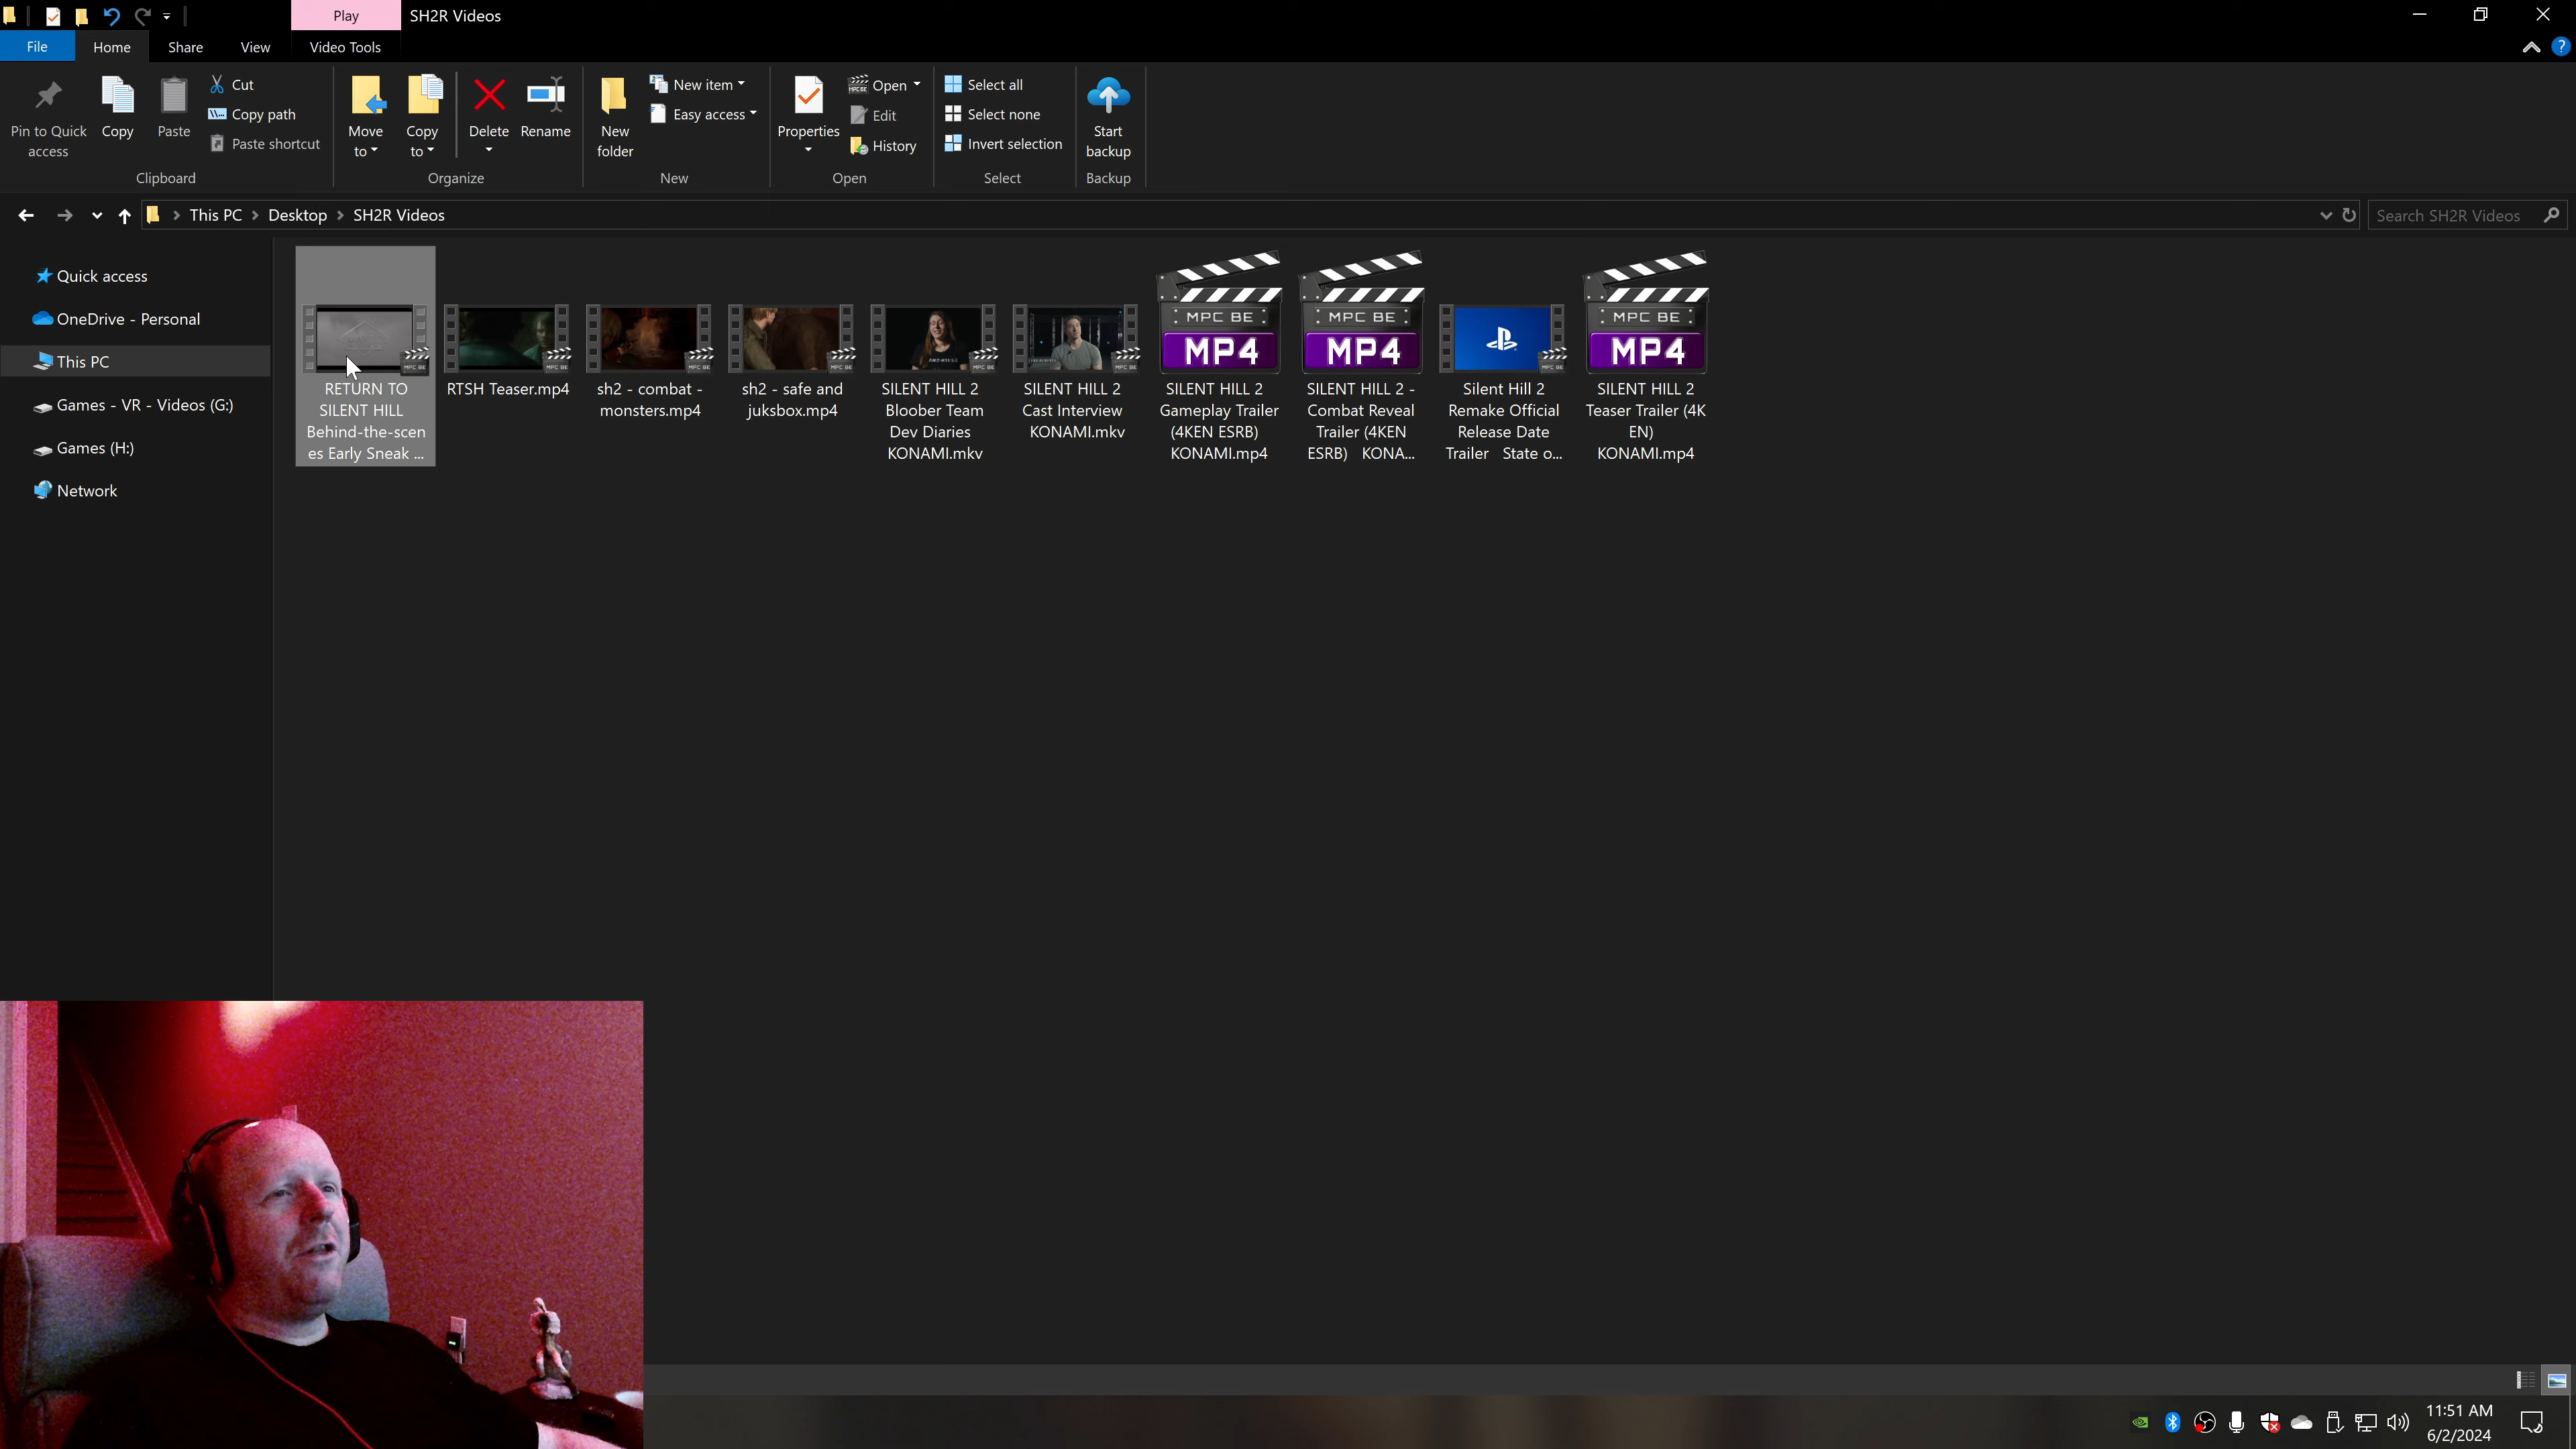 Play
SH2R Videos
File
Home
Share
View
Video Tools
Pin to Quick
access
Copy
Paste
Cut
Copy path
Paste shortcut
Clipboard
Move
to
Copy
to
Delete
Rename
Organize
New
folder
New item
Easy access
New
Properties
Open
Edit
History
Open
Select all
Select none
Invert selection
Select
Start
backup
Backup
This PC
Desktop
SH2R Videos
Search SH2R Videos
Quick access
OneDrive - Personal
This PC
Games - VR - Videos (G:)
Games (H:)
Network
RETURN TO
SILENT HILL
Behind-the-scen
es Early Sneak ...
RTSH Teaser.mp4
sh2 - combat -
monsters.mp4
sh2 - safe and
juksbox.mp4
SILENT HILL 2
Bloober Team
Dev Diaries
KONAMI.mkv
SILENT HILL 2
Cast Interview
KONAMI.mkv
MPC BE
MP4
SILENT HILL 2
Gameplay Trailer
(4KEN ESRB)
KONAMI.mp4
MPC BE
MP4
SILENT HILL 2 -
Combat Reveal
Trailer (4KEN
ESRB) KONA...
Silent Hill 2
Remake Official
Release Date
Trailer State o...
MPC BE
MP4
SILENT HILL 2
Teaser Trailer (4K
EN)
KONAMI.mp4
11:51 AM
6/2/2024